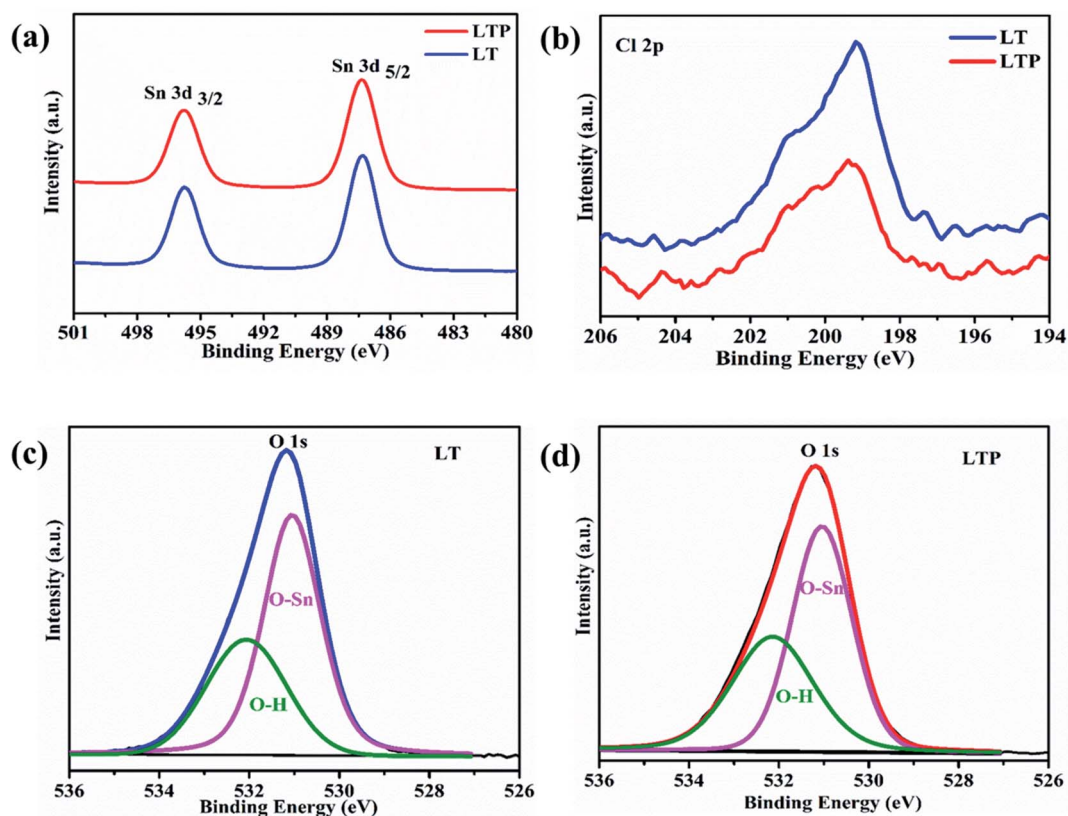 (a)
LTP
LT
Sn 3d 3/2
Sn 3d 5/2
Intensity (a.u.)
501 498 495 492 489 486 483 480
Binding Energy (eV)
(b)
Cl 2p
LT
LTP
Intensity (a.u.)
206 204 202 200 198 196 194
Binding Energy (eV)
(c)
O 1s
LT
O-Sn
O-H
Intensity (a.u.)
536 534 532 530 528 526
Binding Energy (eV)
(d)
O 1s
LTP
O-Sn
O-H
Intensity (a.u.)
536 534 532 530 528 526
Binding Energy (eV)